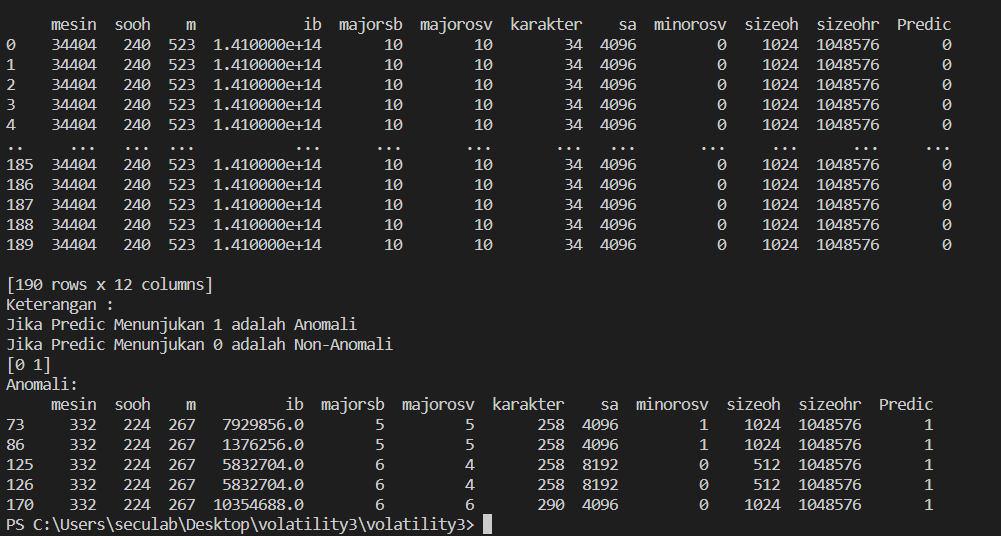 mesin sooh m ib majorsb majorosv karakter sa minorosv sizeoh sizeohr Predic
0 34404 240 523 1.410000e+14 10 10 34 4096 0 1024 1048576 0
1 34404 240 523 1.410000e+14 10 10 34 4096 0 1024 1048576 0
2 34404 240 523 1.410000e+14 10 10 34 4096 0 1024 1048576 0
3 34404 240 523 1.410000e+14 10 10 34 4096 0 1024 1048576 0
4 34404 240 523 1.410000e+14 10 10 34 4096 0 1024 1048576 0
.. ... ... ... ... ... ... ... ... ... ... ... ...
185 34404 240 523 1.410000e+14 10 10 34 4096 0 1024 1048576 0
186 34404 240 523 1.410000e+14 10 10 34 4096 0 1024 1048576 0
187 34404 240 523 1.410000e+14 10 10 34 4096 0 1024 1048576 0
188 34404 240 523 1.410000e+14 10 10 34 4096 0 1024 1048576 0
189 34404 240 523 1.410000e+14 10 10 34 4096 0 1024 1048576 0
[190 rows x 12 columns]
Keterangan :
Jika Predic Menunjukan 1 adalah Anomali
Jika Predic Menunjukan 0 adalah Non-Anomali
[0 1]
Anomali:
mesin sooh m ib majorsb majorosv karakter sa minorosv sizeoh sizeohr Predic
73 332 224 267 7929856.0 5 5 258 4096 1 1024 1048576 1
86 332 224 267 1376256.0 5 5 258 4096 1 1024 1048576 1
125 332 224 267 5832704.0 6 4 258 8192 0 512 1048576 1
126 332 224 267 5832704.0 6 4 258 8192 0 512 1048576 1
170 332 224 267 10354688.0 6 6 290 4096 0 1024 1048576 1
PS C:\Users\seculab\Desktop\volatility3\volatility3>